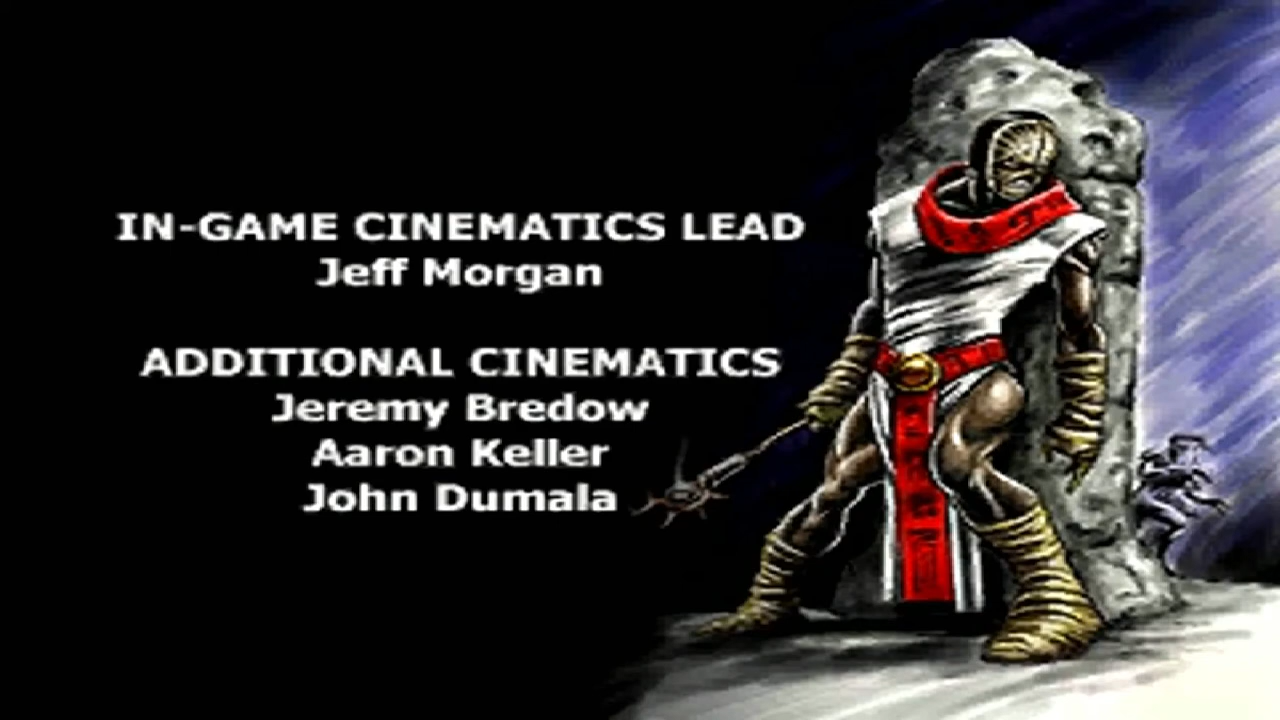 IN-GAME CINEMATICS LEAD
Jeff Morgan
ADDITIONAL CINEMATICS
Jeremy Bredow
Aaron Keller
John Dumala